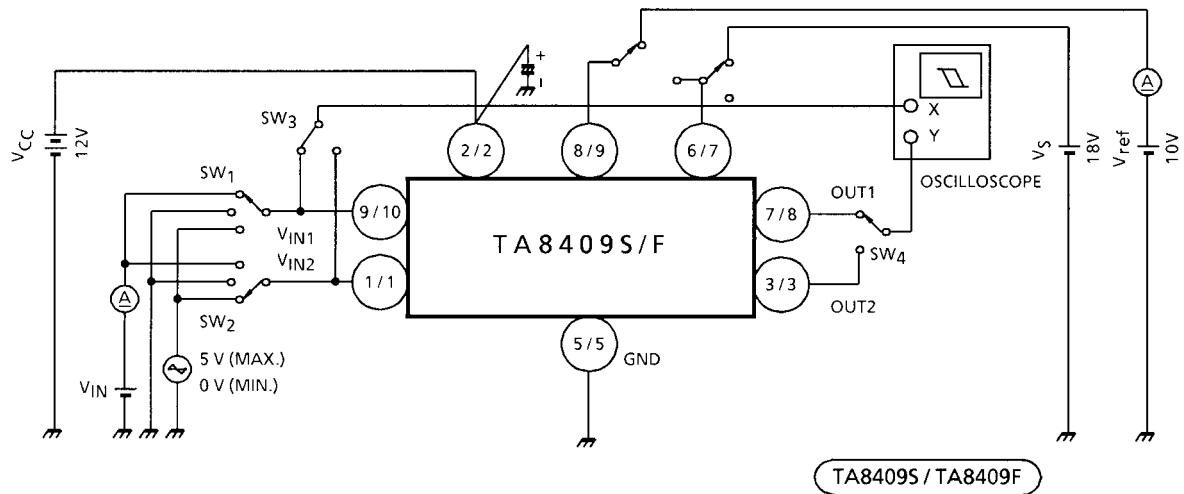 +
-
A
X
Y
OSCILLOSCOPE
VCC
12V
SW3
2 / 2
8 / 9
6 / 7
VS
18V
Vref
10V
SW1
9 / 10
VIN1
VIN2
TA8409S/F
OUT1
7 / 8
SW4
1 / 1
3 / 3
OUT2
A
SW2
5 / 5
GND
5 V (MAX.)
0 V (MIN.)
VIN
TA8409S / TA8409F